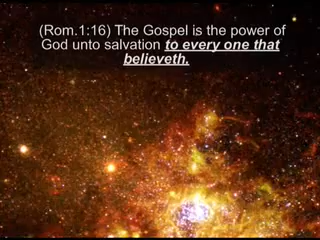 (Rom.1:16) The Gospel is the power of
God unto salvation to every one that
believeth.